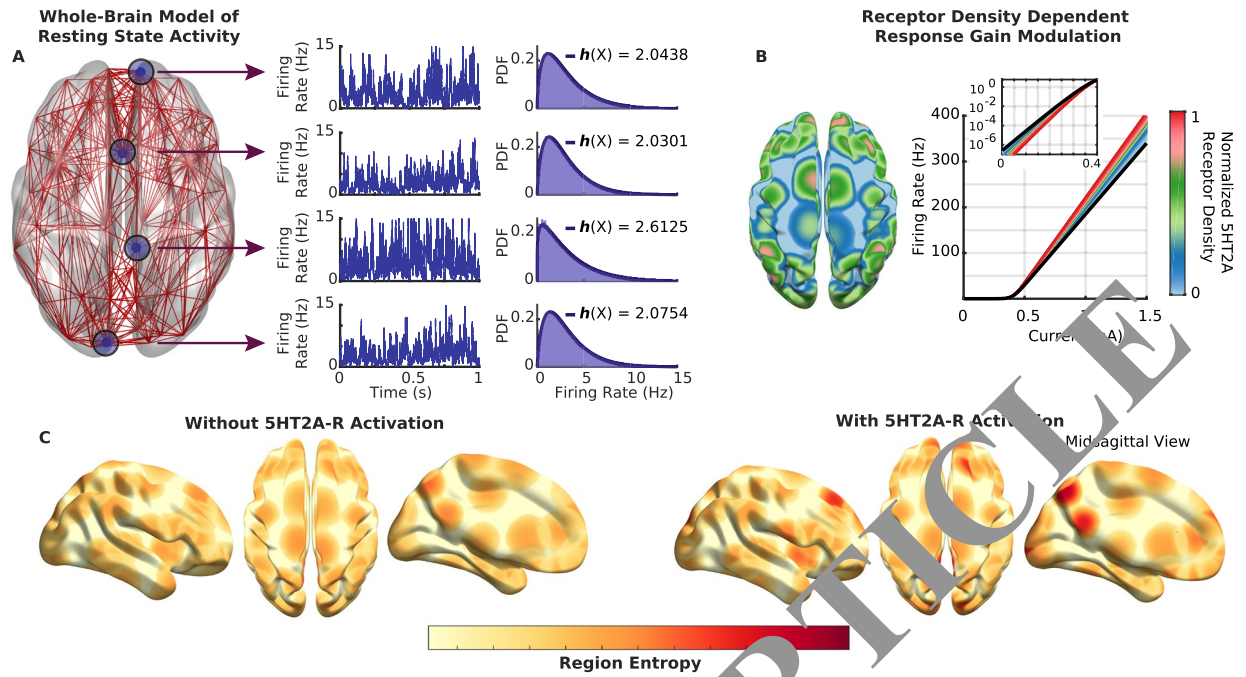 Whole-Brain Model of
Resting State Activity
A
Firing
Rate (Hz)
15
0
PDF
0.2
0
h(X) = 2.0438
Firing
Rate (Hz)
15
0
PDF
0.2
0
h(X) = 2.0301
Firing
Rate (Hz)
15
0
PDF
0.2
0
h(X) = 2.6125
Firing
Rate (Hz)
15
0
PDF
0.2
0
h(X) = 2.0754
0 0.5 1
Time (s)
0 5 10 15
Firing Rate (Hz)
Receptor Density Dependent
Response Gain Modulation
B
Firing Rate (Hz)
400
300
200
100
0 0.5 1.5
10^0
10^-2
10^-4
10^-6
0 0.4
1
0
Normalized 5HT2A
Receptor Density
C
Without 5HT2A-R Activation
With 5HT2A-R Activation
Midsagittal View
Region Entropy
RTICLE